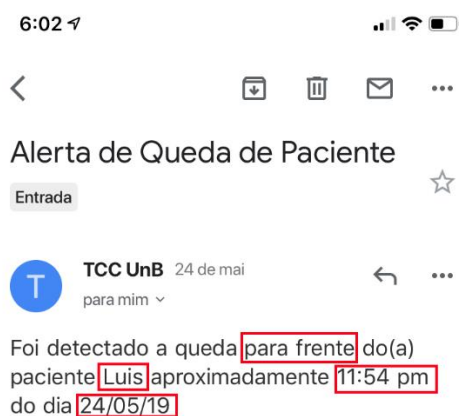 6:02
Alerta de Queda de Paciente
Entrada
T
TCC UnB 24 de mai
para mim
Foi detectado a queda para frente do(a)
paciente Luis aproximadamente 11:54 pm
do dia 24/05/19